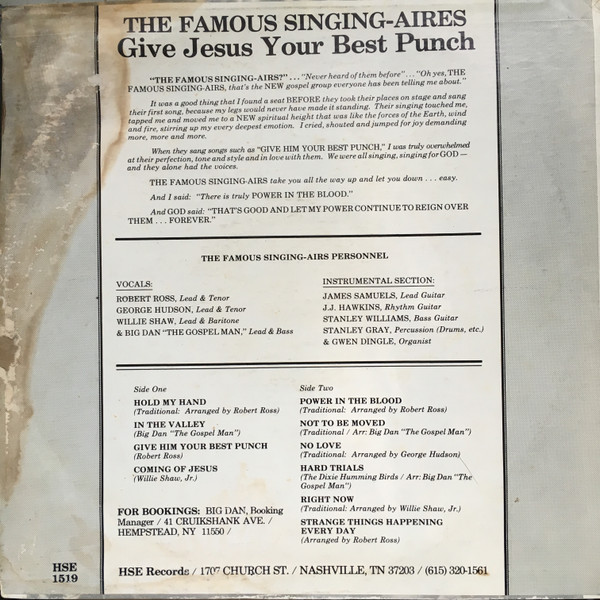 THE FAMOUS SINGING-AIRES
Give Jesus Your Best Punch
"THE FAMOUS SINGING-AIRS?" ... "Never heard of them before" ... "Oh yes, THE
FAMOUS SINGING-AIRS, that's the NEW gospel group everyone has been telling me about."
It was a good thing that I found a seat BEFORE they took their places on stage and sang
their first song, because my legs would never have made it standing. Their singing touched me,
tapped me and moved me to a NEW spiritual height that was like the forces of the Earth, wind
and fire, stirring up my every deepest emotion. I cried, shouted and jumped for joy demanding
more, more and more.
When they sang songs such as "GIVE HIM YOUR BEST PUNCH," I was truly overwhelmed
at their perfection, tone and style and in love with them. We were all singing, singing for GOD —
and they alone had the voices.
THE FAMOUS SINGING-AIRS take you all the way up and let you down ... easy.
And I said: "There is truly POWER IN THE BLOOD."
And GOD said: "THAT'S GOOD AND LET MY POWER CONTINUE TO REIGN OVER
THEM ... FOREVER."
THE FAMOUS SINGING-AIRS PERSONNEL
VOCALS:
ROBERT ROSS, Lead & Tenor
GEORGE HUDSON, Lead & Tenor
WILLIE SHAW, Lead & Baritone
& BIG DAN "THE GOSPEL MAN," Lead & Bass
INSTRUMENTAL SECTION:
JAMES SAMUELS, Lead Guitar
J.J. HAWKINS, Rhythm Guitar
STANLEY WILLIAMS, Bass Guitar
STANLEY GRAY, Percussion (Drums, etc.)
& GWEN DINGLE, Organist
Side One
HOLD MY HAND
(Traditional: Arranged by Robert Ross)
IN THE VALLEY
(Big Dan "The Gospel Man")
GIVE HIM YOUR BEST PUNCH
(Robert Ross)
COMING OF JESUS
(Willie Shaw, Jr.)
FOR BOOKINGS: BIG DAN, Booking
Manager / 41 CRUIKSHANK AVE. /
HEMPSTEAD, NY 11550 /
Side Two
POWER IN THE BLOOD
(Traditional: Arranged by Robert Ross)
NOT TO BE MOVED
(Traditional / Arr: Big Dan "The Gospel Man")
NO LOVE
(Traditional: Arranged by George Hudson)
HARD TRIALS
(The Dixie Humming Birds / Arr: Big Dan "The
Gospel Man")
RIGHT NOW
(Traditional: Arranged by Willie Shaw, Jr.)
STRANGE THINGS HAPPENING
EVERY DAY
(Arranged by Robert Ross)
HSE
1519
HSE Records / 1707 CHURCH ST. / NASHVILLE, TN 37203 / (615) 320-1561